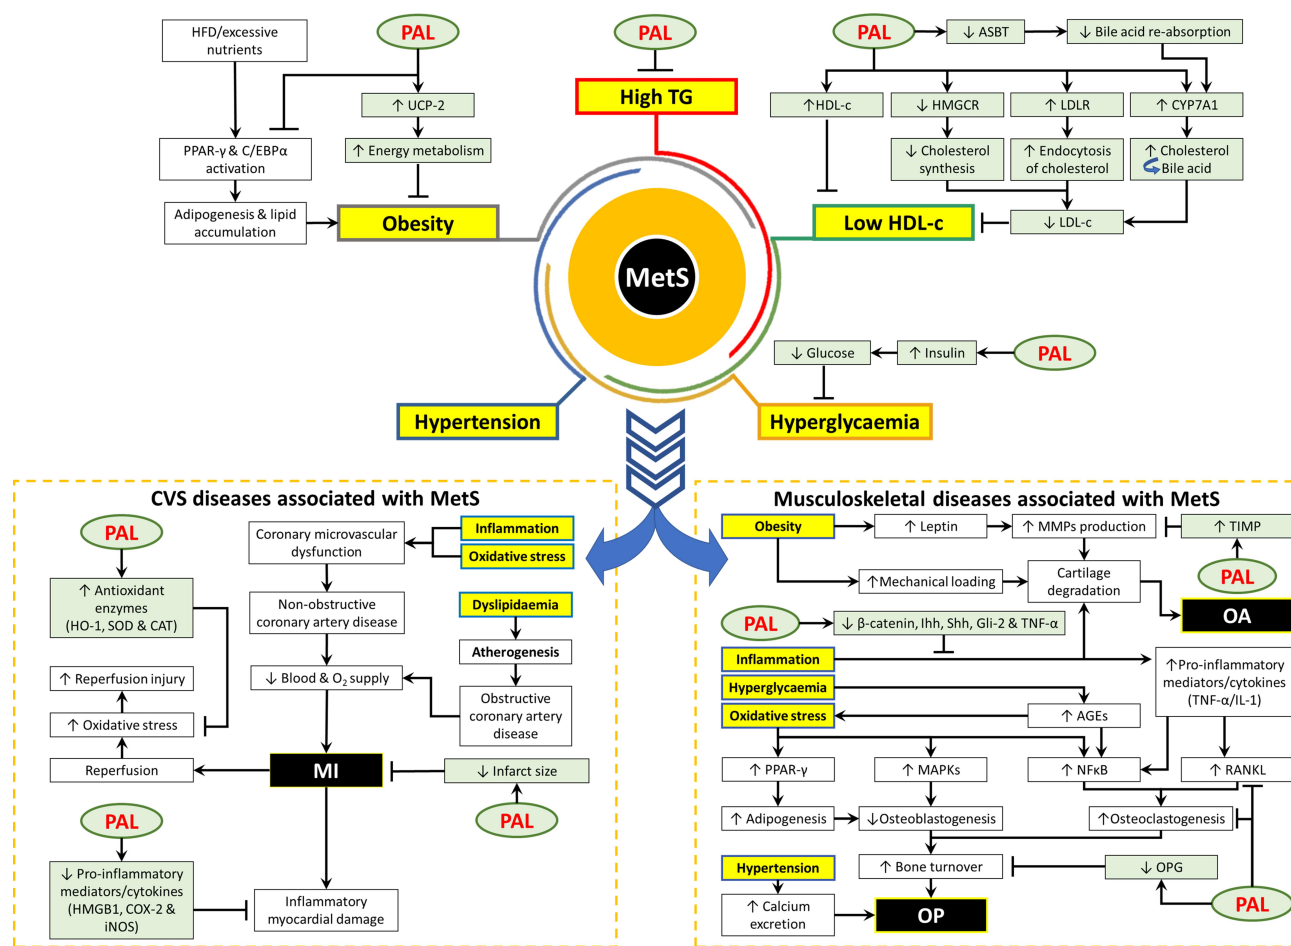 HFD/excessive
nutrients
PAL
↑ UCP-2
↑ Energy metabolism
PPAR-γ & C/EBPα
activation
Adipogenesis & lipid
accumulation
Obesity
PAL
High TG
PAL
↓ ASBT
↓ Bile acid re-absorption
↑HDL-c
↓ HMGCR
↑ LDLR
↑ CYP7A1
↓ Cholesterol
synthesis
↑ Endocytosis
of cholesterol
↑ Cholesterol
Bile acid
Low HDL-c
↓ LDL-c
MetS
↓ Glucose
↑ Insulin
PAL
Hypertension
Hyperglycaemia
CVS diseases associated with MetS
PAL
↑ Antioxidant
enzymes
(HO-1, SOD & CAT)
↑ Reperfusion injury
↑ Oxidative stress
Reperfusion
PAL
↓ Pro-inflammatory
mediators/cytokines
(HMGB1, COX-2 &
iNOS)
Coronary microvascular
dysfunction
Non-obstructive
coronary artery disease
↓ Blood & O₂ supply
MI
Inflammatory
myocardial damage
Inflammation
Oxidative stress
Dyslipidaemia
Atherogenesis
Obstructive
coronary artery
disease
↓ Infarct size
PAL
Musculoskeletal diseases associated with MetS
Obesity
↑ Leptin
↑ MMPs production
↑ TIMP
PAL
↑Mechanical loading
Cartilage
degradation
OA
PAL
↓ β-catenin, Ihh, Shh, Gli-2 & TNF-α
Inflammation
↑Pro-inflammatory
mediators/cytokines
(TNF-α/IL-1)
Hyperglycaemia
Oxidative stress
↑ AGEs
↑ PPAR-γ
↑ MAPKs
↑ NFκB
↑ RANKL
↑ Adipogenesis
↓Osteoblastogenesis
↑Osteoclastogenesis
Hypertension
↑ Bone turnover
↓ OPG
↑ Calcium
excretion
OP
PAL